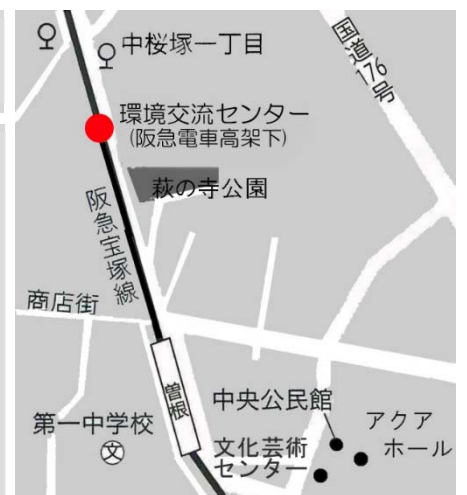 中桜塚一丁目
国道176号
環境交流センター
(阪急電車高架下)
萩の寺公園
阪急宝塚線
商店街
曽根
中央公民館
アクア
ホール
第一中学校
文
文化芸術
センター